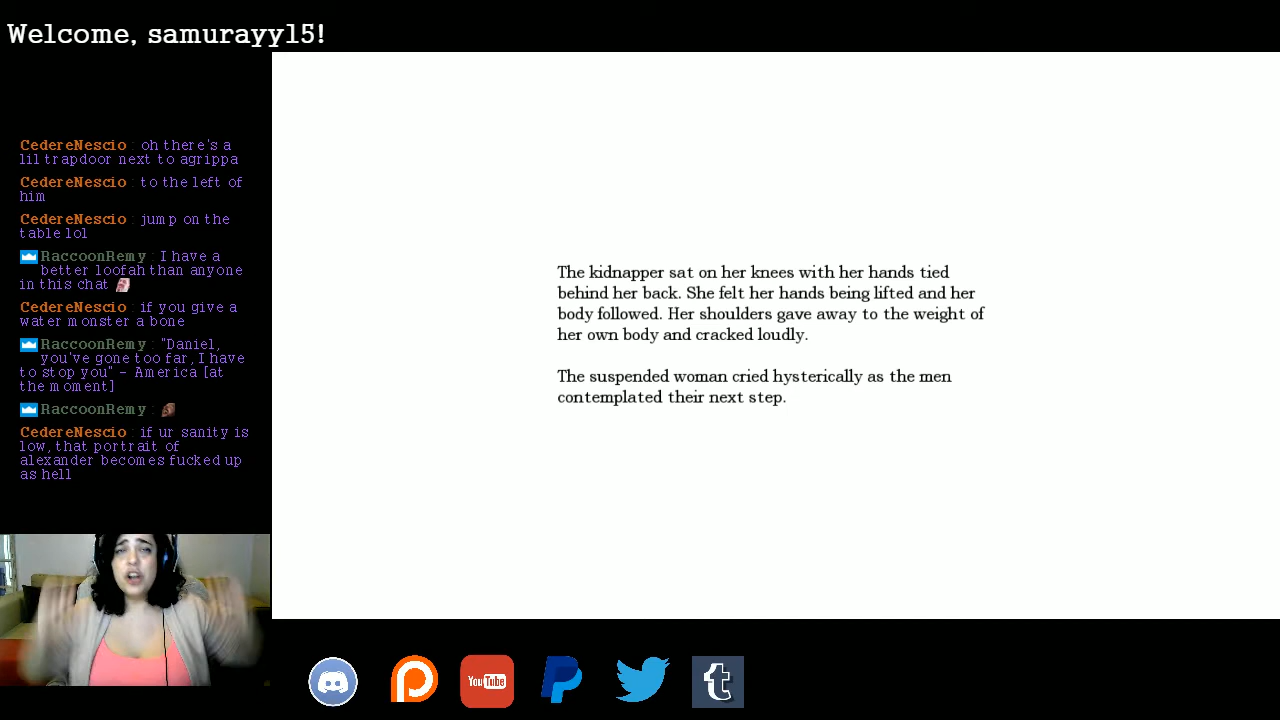 Welcome, samurayy15!
CedereNescio : oh there's a
lil trapdoor next to agrippa
CedereNescio : to the left of
him
CedereNescio : jump on the
table lol
RaccoonRemy : I have a
better loofah than anyone
in this chat
CedereNescio : if you give a
water monster a bone
RaccoonRemy : "Daniel,
you've gone too far, I have
to stop you" - America [at
the moment]
RaccoonRemy :
CedereNescio : if ur sanity is
low, that portrait of
alexander becomes fucked up
as hell
The kidnapper sat on her knees with her hands tied
behind her back. She felt her hands being lifted and her
body followed. Her shoulders gave away to the weight of
her own body and cracked loudly.
The suspended woman cried hysterically as the men
contemplated their next step.
You Tube